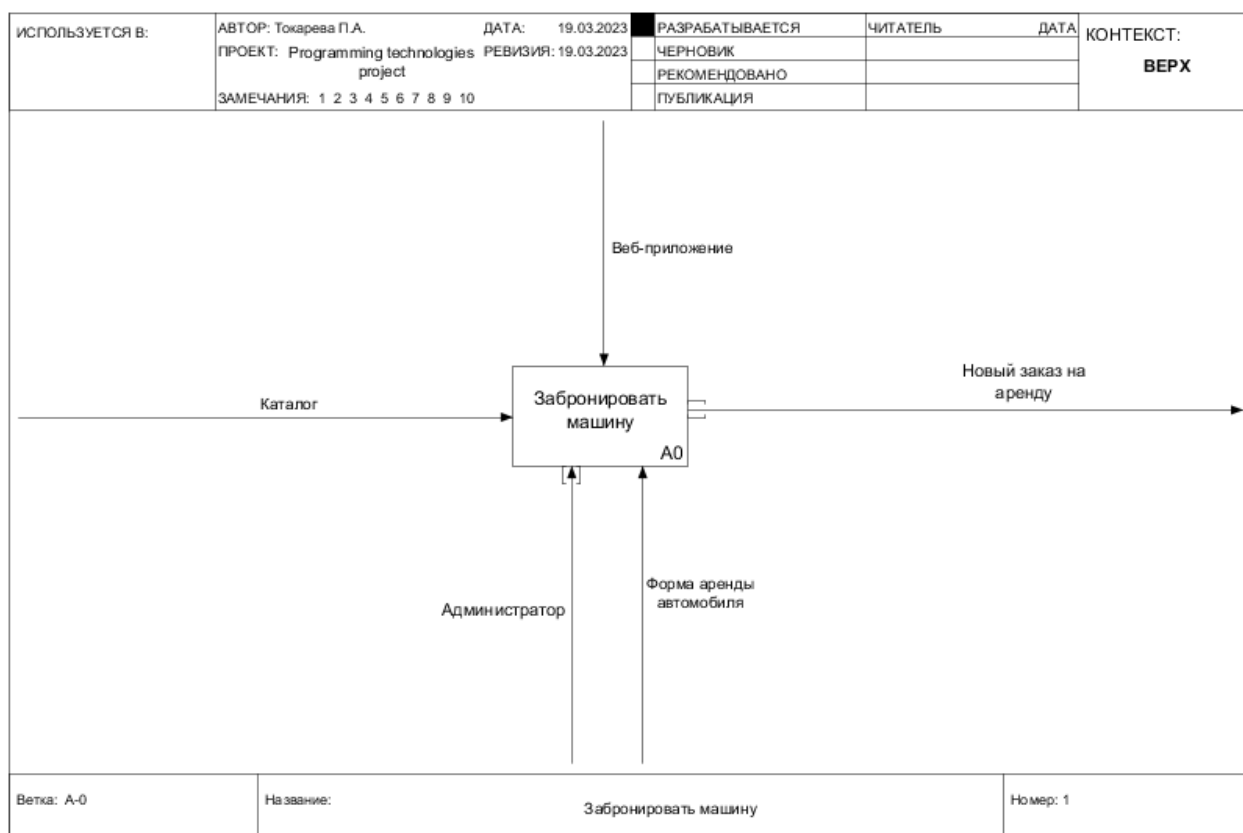 ИСПОЛЬЗУЕТСЯ В:
АВТОР: Токарева П.А.
ДАТА: 19.03.2023
ПРОЕКТ: Programming technologies
project
РЕВИЗИЯ: 19.03.2023
ЗАМЕЧАНИЯ: 1 2 3 4 5 6 7 8 9 10
РАЗРАБАТЫВАЕТСЯ
ЧЕРНОВИК
РЕКОМЕНДОВАНО
ПУБЛИКАЦИЯ
ЧИТАТЕЛЬ
ДАТА
КОНТЕКСТ:
ВЕРХ
Веб-приложение
Каталог
Забронировать
машину
A0
Новый заказ на
аренду
Администратор
Форма аренды
автомобиля
Ветка: A-0
Название:
Забронировать машину
Номер: 1